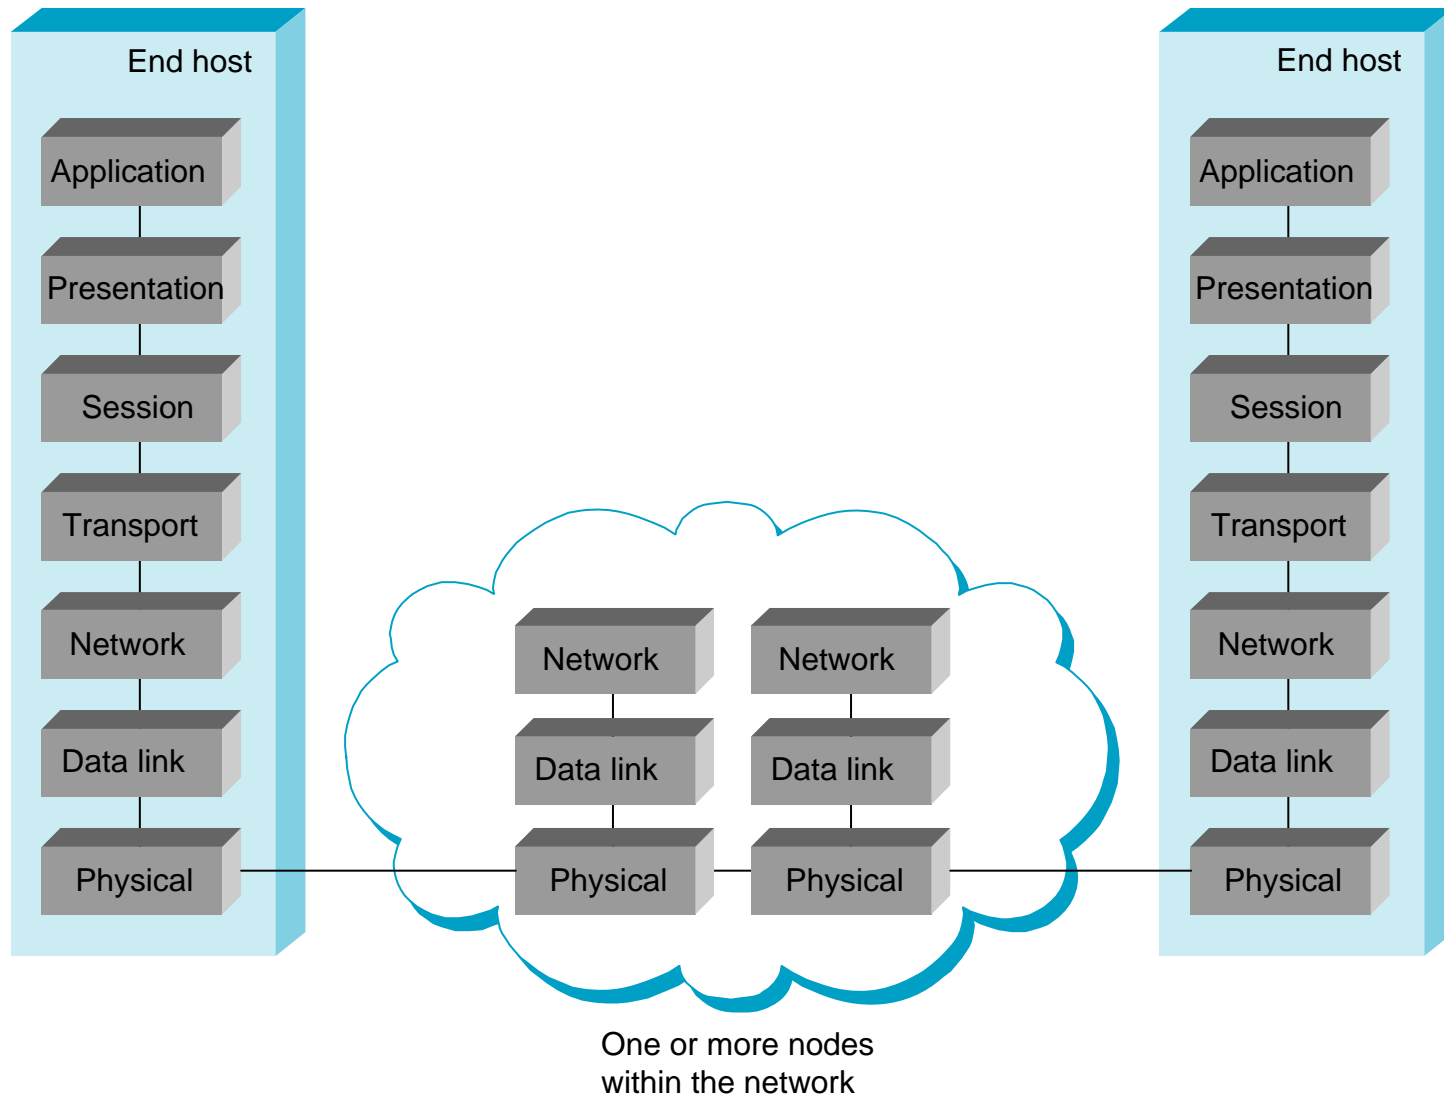 End host
Application
Presentation
Session
Transport
Network
Data link
Physical
Network
Data link
Physical
Network
Data link
Physical
One or more nodes
within the network
End host
Application
Presentation
Session
Transport
Network
Data link
Physical